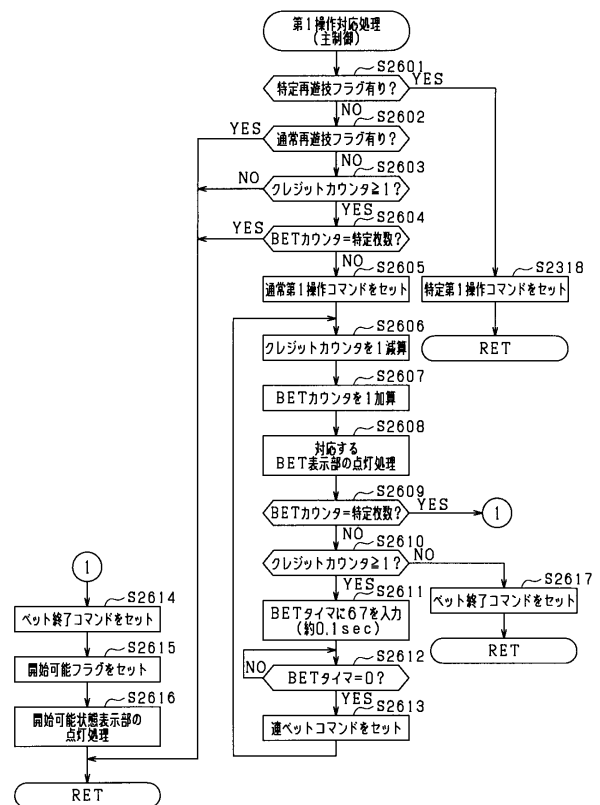 第1操作対応処理
(主制御)
S2601
特定再遊技フラグ有り?
YES
NO
S2602
YES
通常再遊技フラグ有り?
NO
S2603
NO
クレジットカウンタ≧1?
YES
S2604
YES
BETカウンタ=特定枚数?
NO
S2605
通常第1操作コマンドをセット
S2318
特定第1操作コマンドをセット
RET
S2606
クレジットカウンタを1減算
S2607
BETカウンタを1加算
S2608
対応する
BET表示部の点灯処理
S2609
BETカウンタ=特定枚数?
YES
1
NO
S2610
クレジットカウンタ≧1?
NO
YES
S2617
ベット終了コマンドをセット
RET
S2611
BETタイマに67を入力
(約0.1sec)
S2612
NO
BETタイマ=0?
YES
S2613
連ベットコマンドをセット
1
S2614
ベット終了コマンドをセット
S2615
開始可能フラグをセット
S2616
開始可能状態表示部の
点灯処理
RET